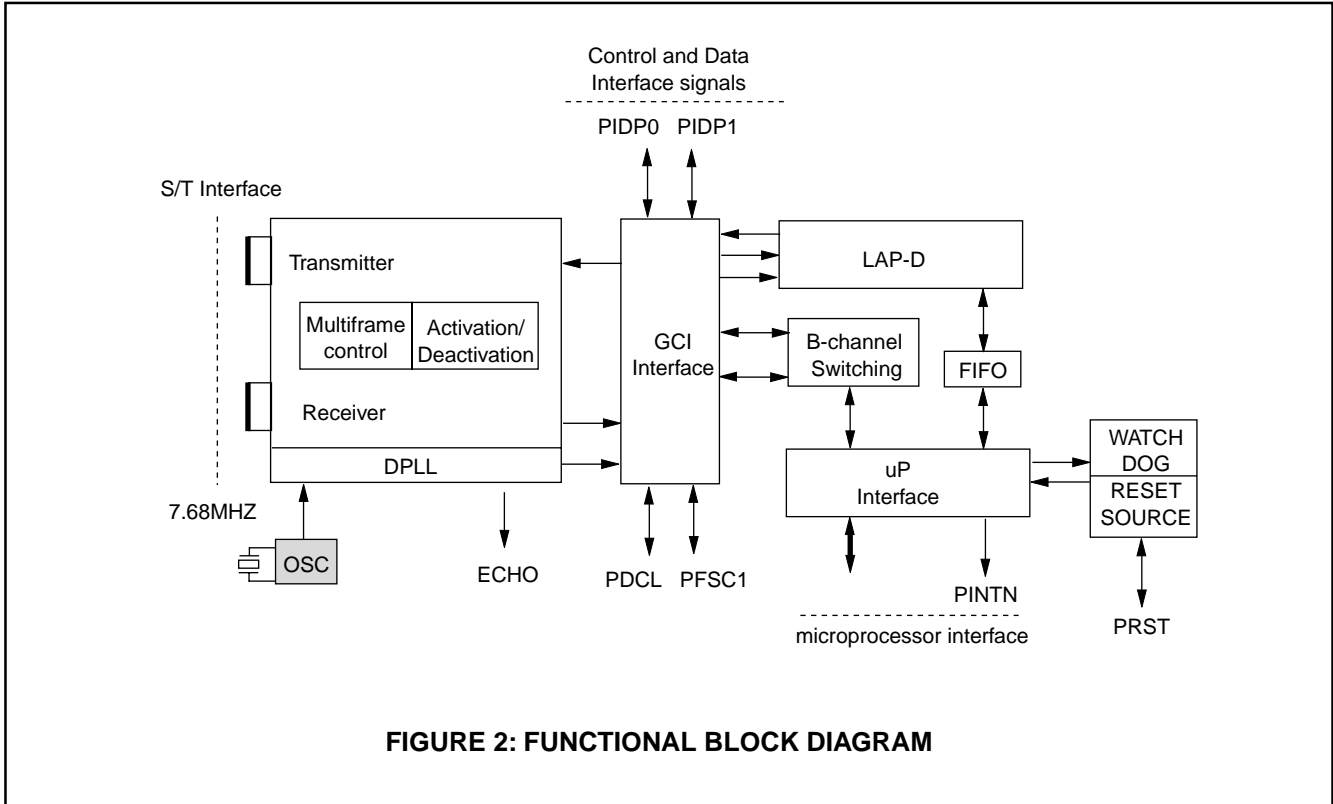 Control and Data
Interface signals
PIDP0 PIDP1
S/T Interface
Transmitter
Multiframe
control
Activation/
Deactivation
Receiver
DPLL
GCI
Interface
LAP-D
B-channel
Switching
FIFO
uP
Interface
WATCH
DOG
RESET
SOURCE
7.68MHZ
OSC
ECHO
PDCL PFSC1
PINTN
microprocessor interface
PRST
FIGURE 2: FUNCTIONAL BLOCK DIAGRAM